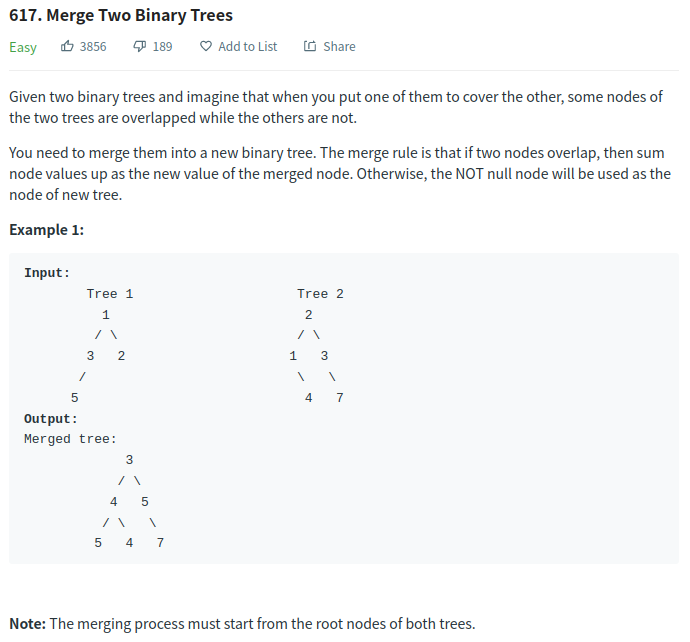 617. Merge Two Binary Trees
Easy 3856 189 Add to List Share
Given two binary trees and imagine that when you put one of them to cover the other, some nodes of
the two trees are overlapped while the others are not.
You need to merge them into a new binary tree. The merge rule is that if two nodes overlap, then sum
node values up as the new value of the merged node. Otherwise, the NOT null node will be used as the
node of new tree.
Example 1:
Input:
Tree 1                     Tree 2
1                         2
/ \                       / \
3   2                     1   3
/                           \   \
5                             4   7
Output:
Merged tree:
3
/ \
4   5
/ \   \
5   4   7
Note: The merging process must start from the root nodes of both trees.